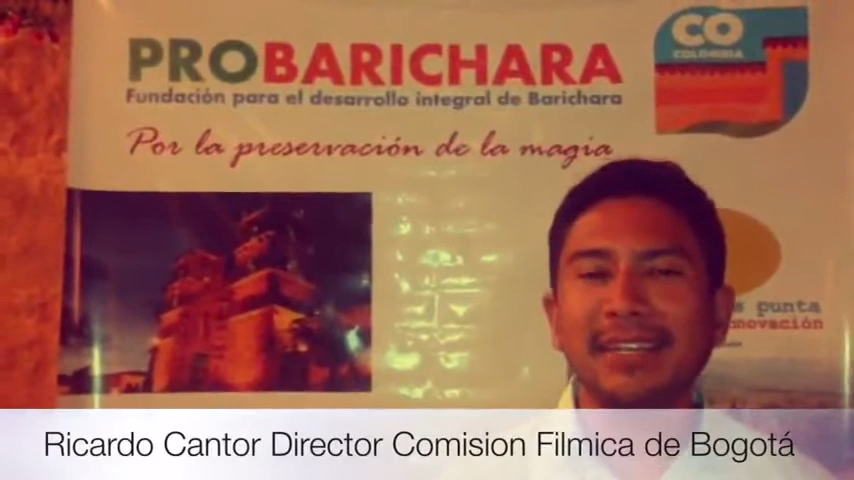 PROBARICHARA
Fundación para el desarrollo integral de Barichara
Por la preservación de la magia
CO
COLOMBIA
punta
Ricardo Cantor Director Comision Filmica de Bogotá